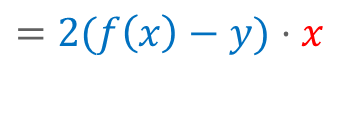 = 2(f(x) − y) · x